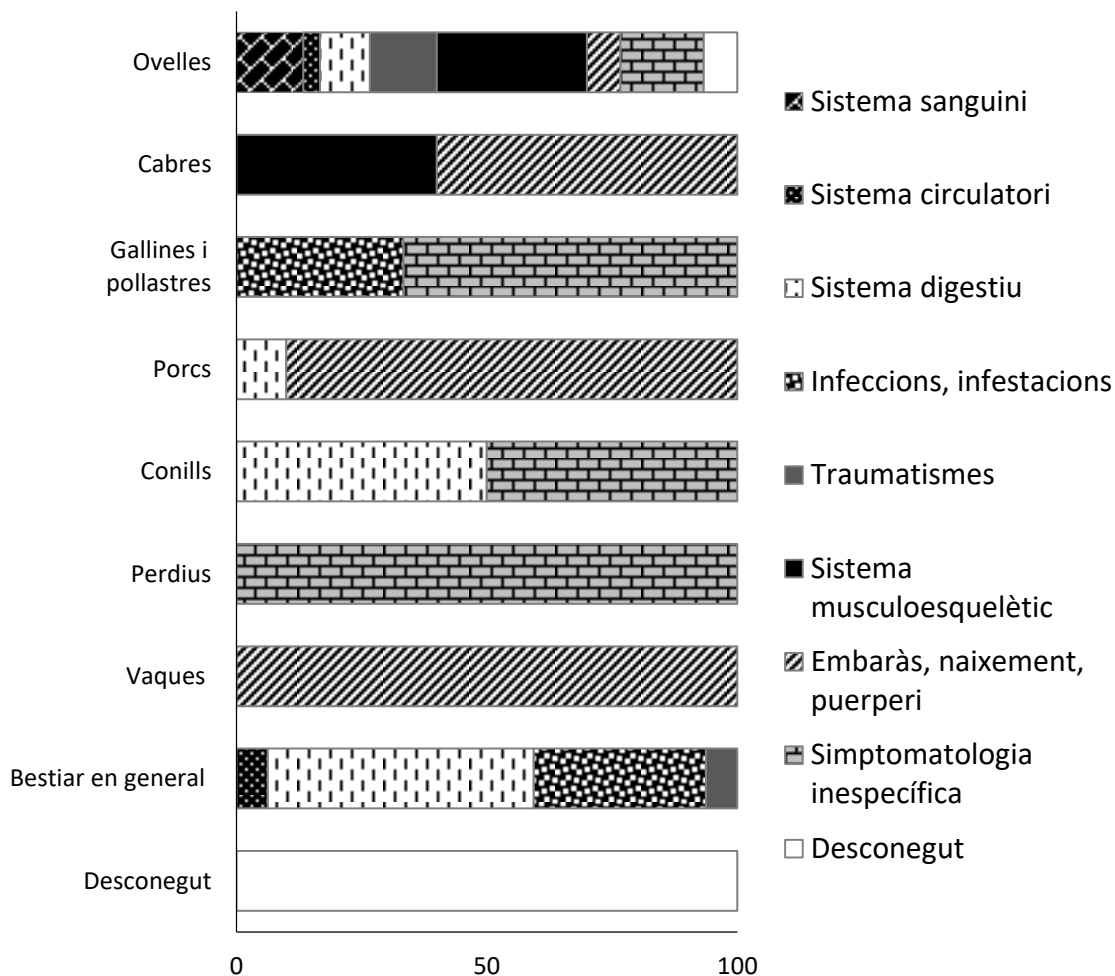 Ovelles
Cabres
Gallines i
pollastres
Porcs
Conills
Perdius
Vaques
Bestiar en general
Desconegut
0
50
100
Sistema sanguini
Sistema circulatori
Sistema digestiu
Infeccions, infestacions
Traumatismes
Sistema
musculoesquelètic
Embaràs, naixement,
puerperi
Simptomatologia
inespecífica
Desconegut